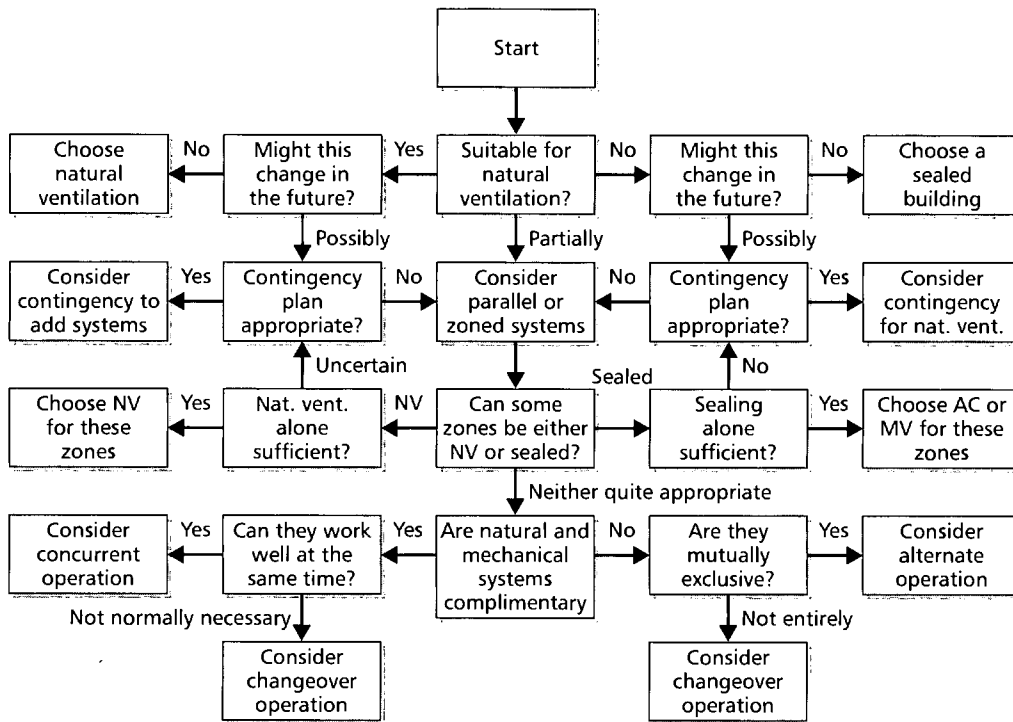 Start
Choose
natural
ventilation
No
Might this
change in
the future?
Yes
Suitable for
natural
ventilation?
No
Might this
change in
the future?
No
Choose a
sealed
building
Possibly
Partially
Possibly
Consider
contingency to
add systems
Yes
Contingency
plan
appropriate?
No
Consider
parallel or
zoned systems
No
Contingency
plan
appropriate?
Yes
Consider
contingency
for nat. vent.
Uncertain
Sealed
No
Choose NV
for these
zones
Yes
Nat. vent.
alone
sufficient?
NV
Can some
zones be either
NV or sealed?
Sealing
alone
sufficient?
Yes
Choose AC or
MV for these
zones
Neither quite appropriate
Consider
concurrent
operation
Yes
Can they work
well at the
same time?
Yes
Are natural and
mechanical
systems
complimentary
No
Are they
mutually
exclusive?
Yes
Consider
alternate
operation
Not normally necessary
Not entirely
Consider
changeover
operation
Consider
changeover
operation